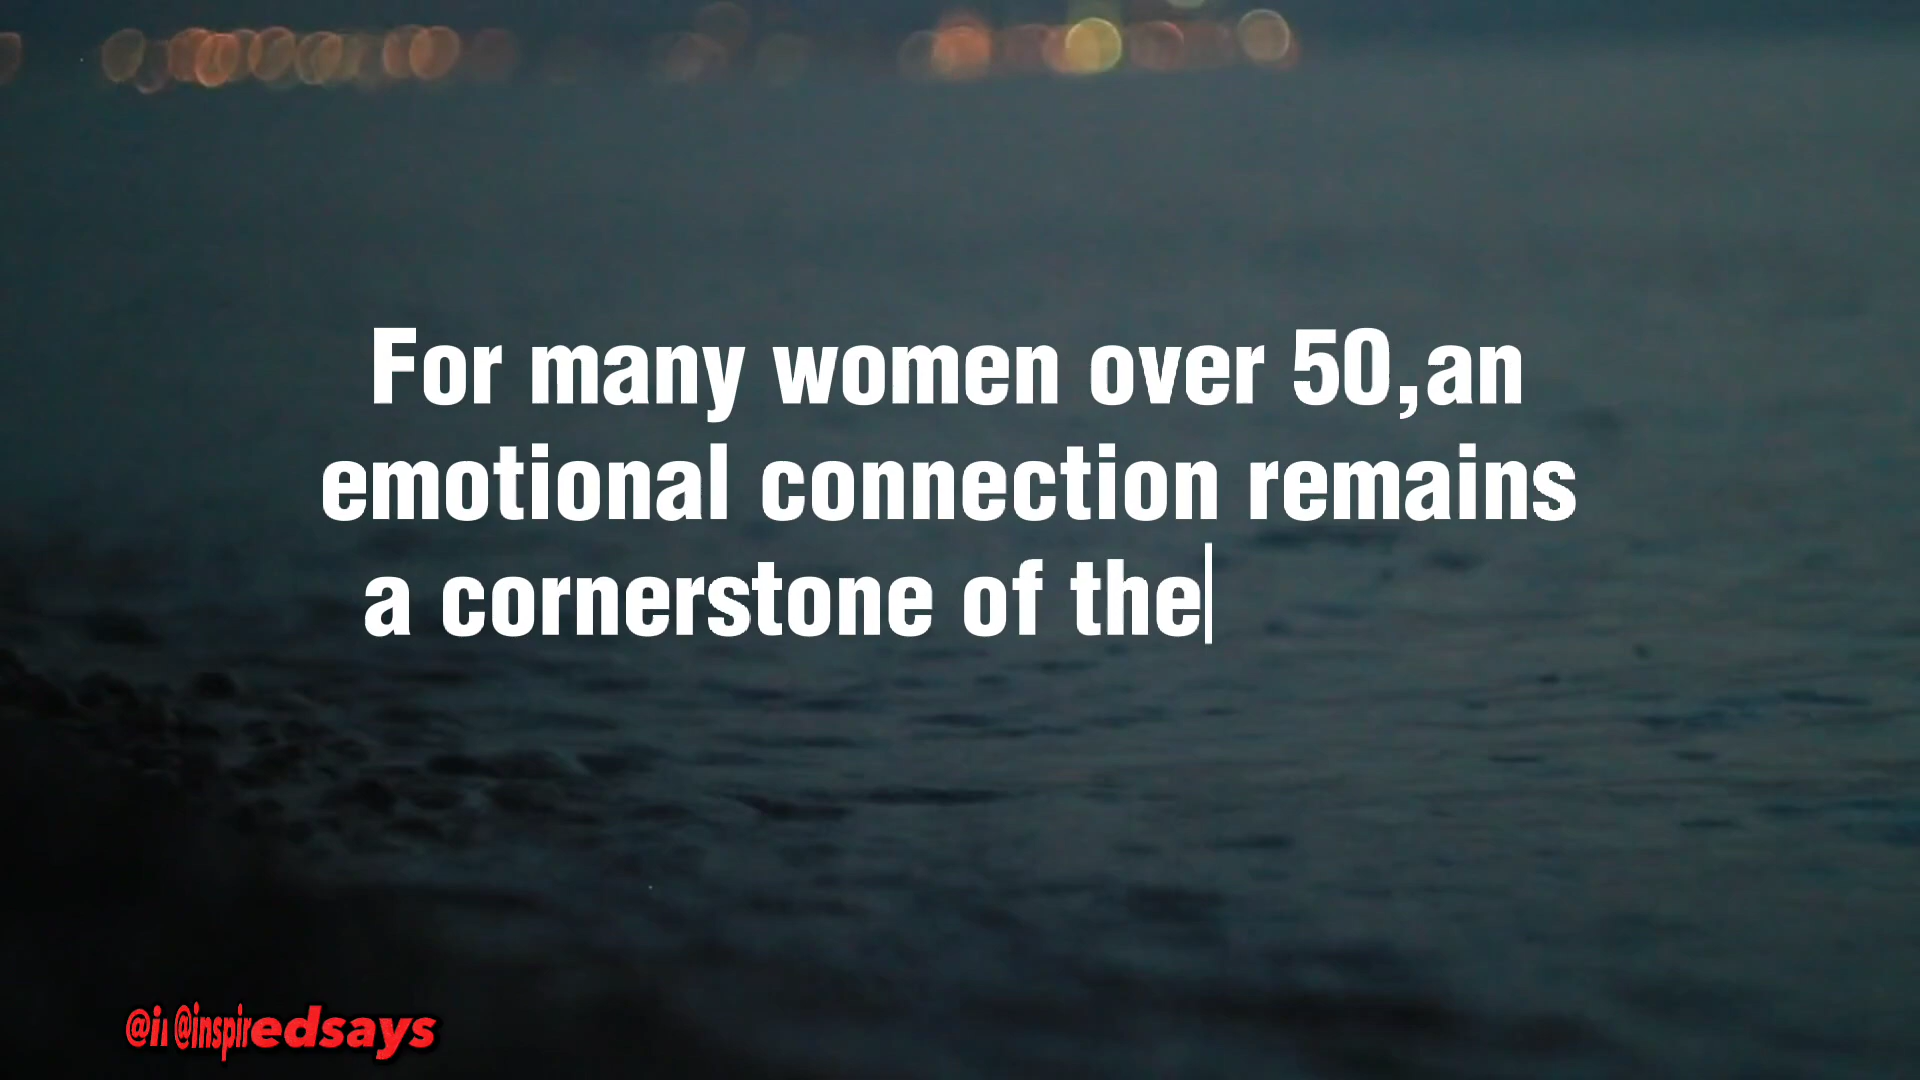 For many women over 50,an
emotional connection remains
a cornerstone of the
@inspiredsays